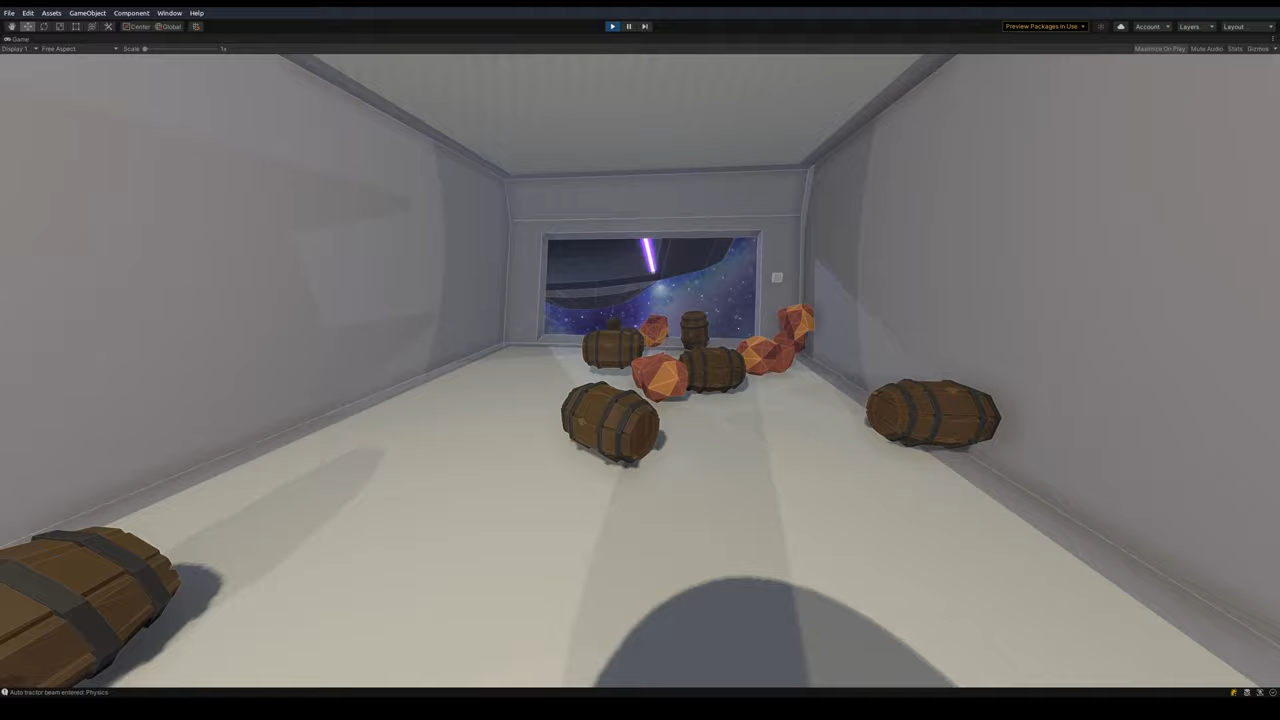 File Edit Assets GameObject Component Window Help
Center Global Preview Packages in Use Account Layers Layout
Game
Display 1 Free Aspect Scale 1x Maximize On Play Mute Audio Stats Gizmos
Auto tractor beam entered: Physics